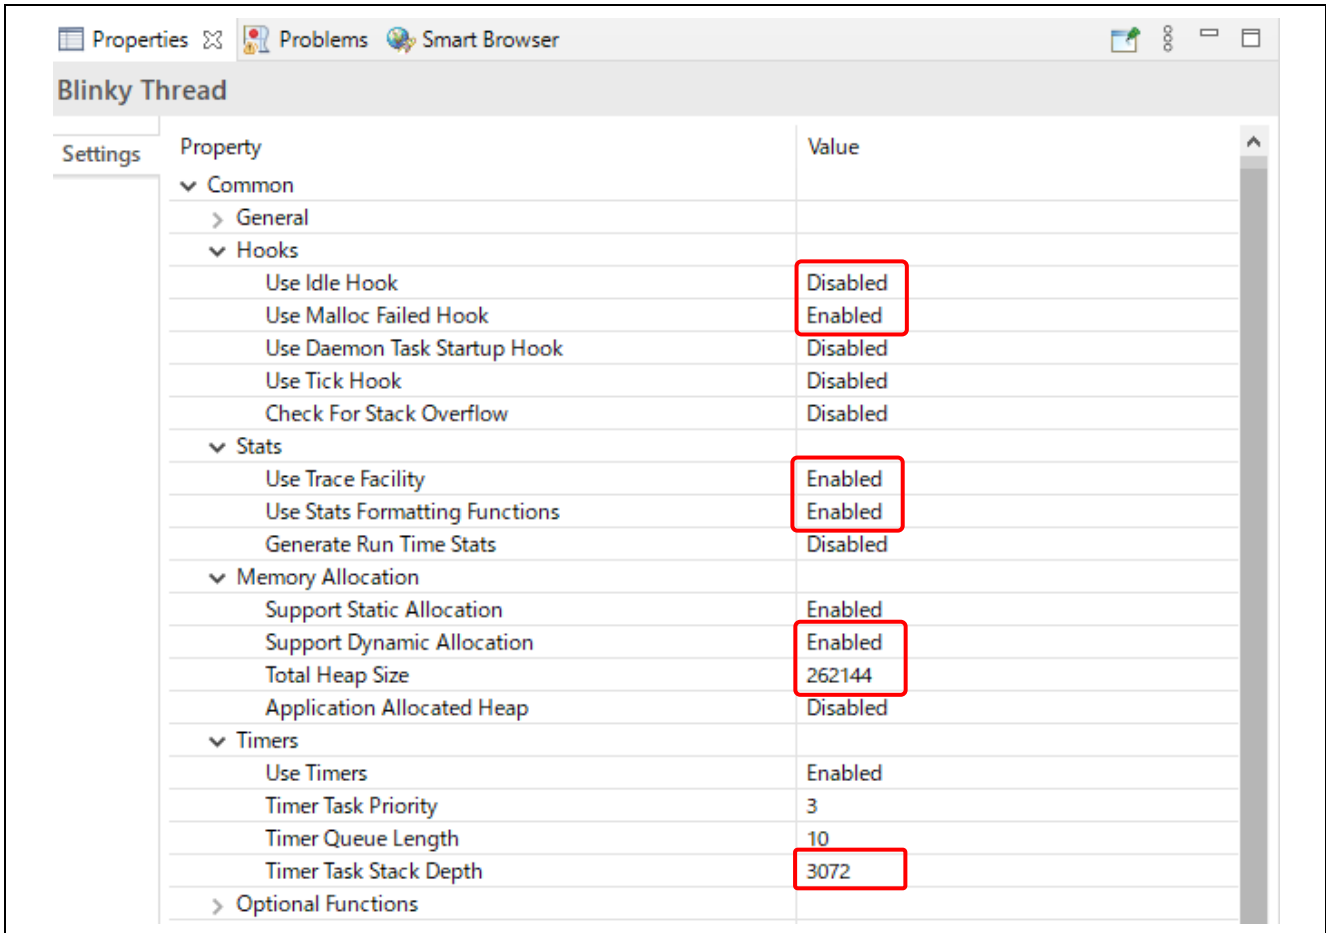 Properties Problems Smart Browser
Blinky Thread
Settings
Property Value
Common
General
Hooks
Use Idle Hook Disabled
Use Malloc Failed Hook Enabled
Use Daemon Task Startup Hook Disabled
Use Tick Hook Disabled
Check For Stack Overflow Disabled
Stats
Use Trace Facility Enabled
Use Stats Formatting Functions Enabled
Generate Run Time Stats Disabled
Memory Allocation
Support Static Allocation Enabled
Support Dynamic Allocation Enabled
Total Heap Size 262144
Application Allocated Heap Disabled
Timers
Use Timers Enabled
Timer Task Priority 3
Timer Queue Length 10
Timer Task Stack Depth 3072
Optional Functions